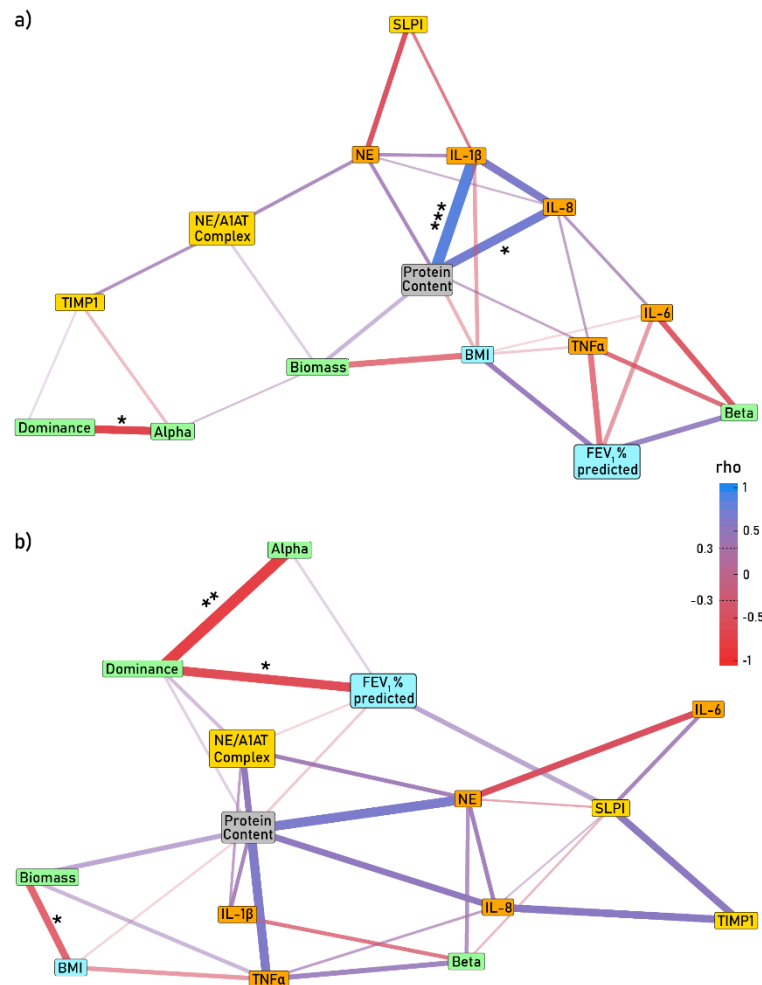 a)
SLPI
NE
IL-1β
IL-8
NE/A1AT
Complex
***
*
Protein
Content
TIMP1
IL-6
TNFα
BMI
Biomass
Beta
Dominance
*
Alpha
FEV₁ %
predicted
rho
1
0.5
0.3
0
-0.3
-0.5
-1
b)
Alpha
**
Dominance
*
FEV₁ %
predicted
IL-6
NE/A1AT
Complex
NE
SLPI
Protein
Content
Biomass
IL-1β
IL-8
TIMP1
*
BMI
Beta
TNFα